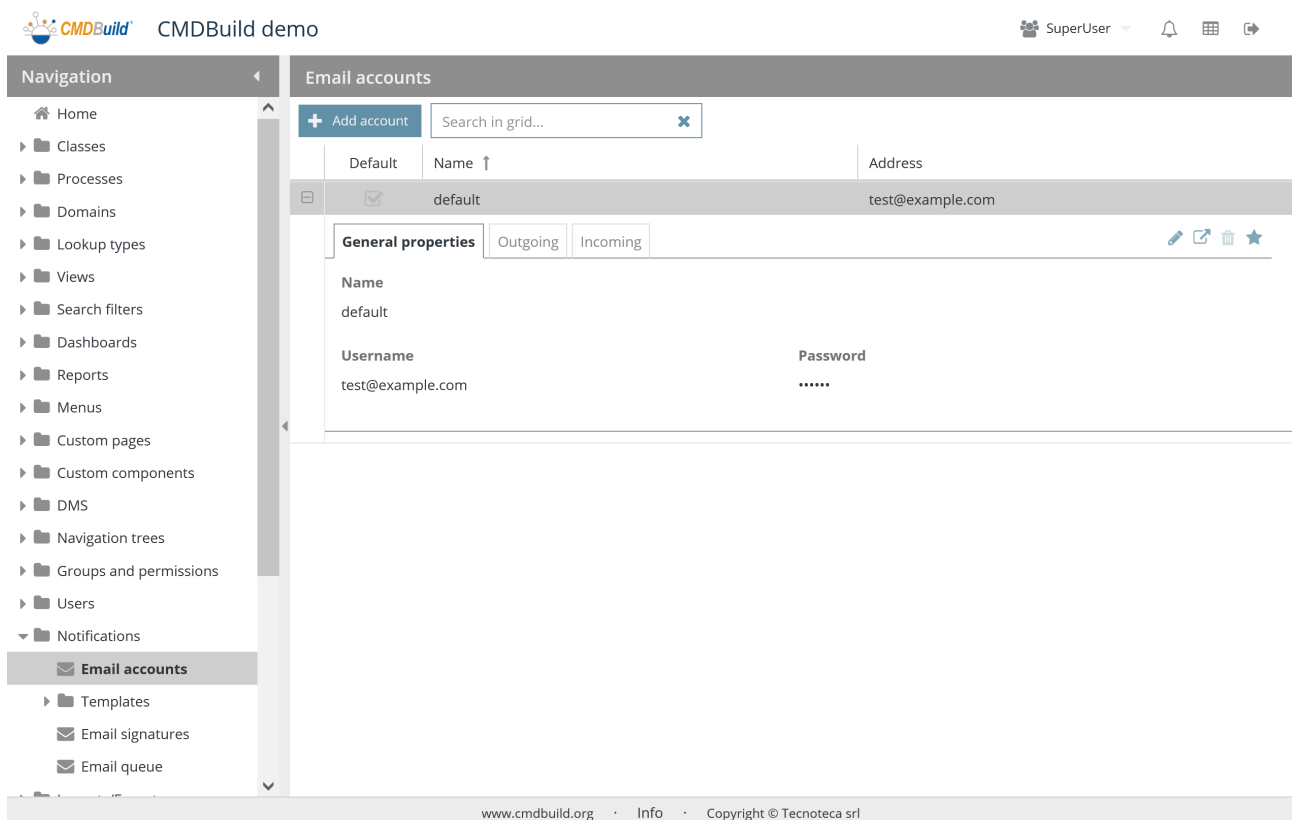 CMDBuild CMDBuild demo SuperUser
Navigation
Home
Classes
Processes
Domains
Lookup types
Views
Search filters
Dashboards
Reports
Menus
Custom pages
Custom components
DMS
Navigation trees
Groups and permissions
Users
Notifications
Email accounts
Templates
Email signatures
Email queue
Email accounts
Add account Search in grid...
Default Name Address
default test@example.com
General properties Outgoing Incoming
Name
default
Username Password
test@example.com ••••••
www.cmdbuild.org · Info · Copyright © Tecnoteca srl